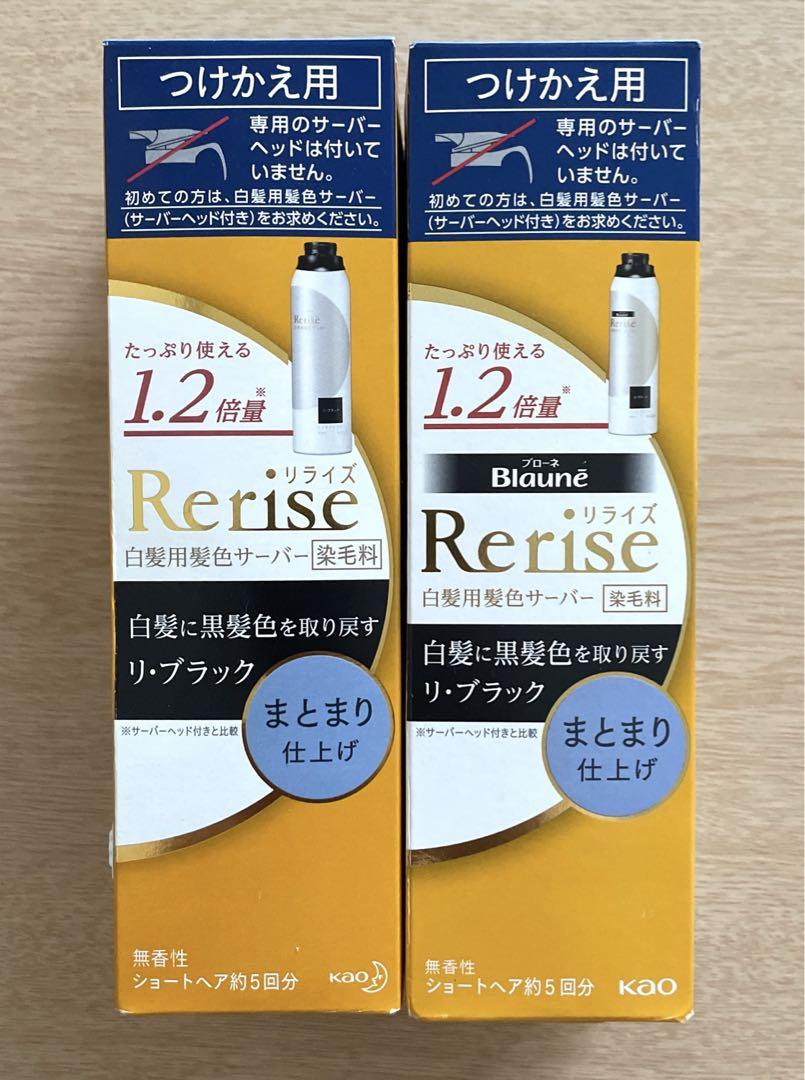 つけかえ用
専用のサーバー
ヘッドは付いて
いません。
初めての方は、白髪用髪色サーバー
(サーバーヘッド付き)をお求めください。
Rerise
リ・ブラック
たっぷり使える
1.2倍量※
リライズ
Rerise
白髪用髪色サーバー 染毛料
白髪に黒髪色を取り戻す
リ・ブラック
※サーバーヘッド付きと比較
まとまり
仕上げ
無香性
ショートヘア約5回分
Kao
つけかえ用
専用のサーバー
ヘッドは付いて
いません。
初めての方は、白髪用髪色サーバー
(サーバーヘッド付き)をお求めください。
Rerise
たっぷり使える
1.2倍量※
ブローネ
Blaunē
リライズ
Rerise
白髪用髪色サーバー 染毛料
白髪に黒髪色を取り戻す
リ・ブラック
※サーバーヘッド付きと比較
まとまり
仕上げ
無香性
ショートヘア約5回分
Kao